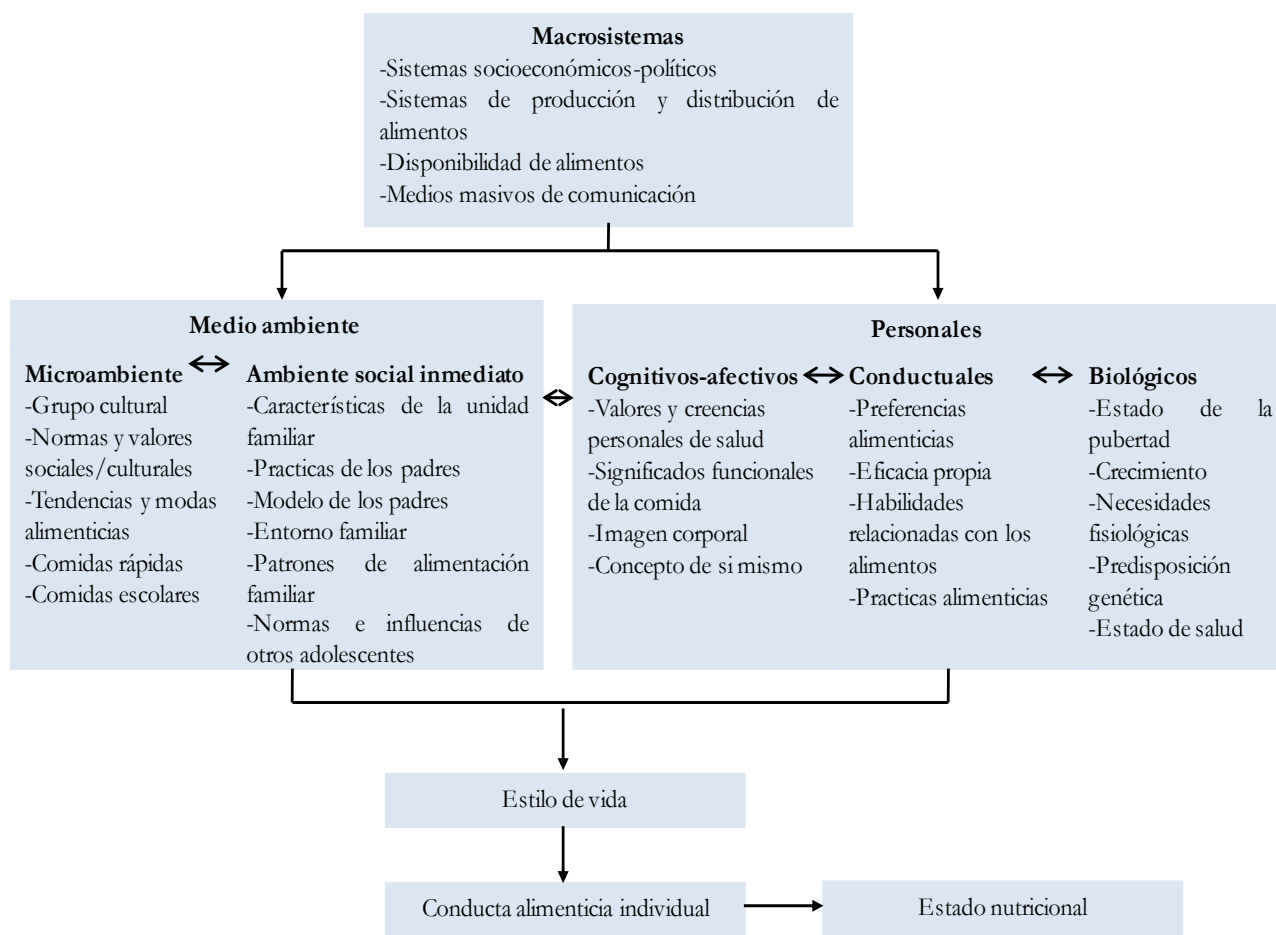 Macrosistemas
-Sistemas socioeconómicos-políticos
-Sistemas de producción y distribución de
alimentos
-Disponibilidad de alimentos
-Medios masivos de comunicación
Medio ambiente
Microambiente
-Grupo cultural
-Normas y valores
sociales/culturales
-Tendencias y modas
alimenticias
-Comidas rápidas
-Comidas escolares
Ambiente social inmediato
-Características de la unidad
familiar
-Practicas de los padres
-Modelo de los padres
-Entorno familiar
-Patrones de alimentación
familiar
-Normas e influencias de
otros adolescentes
Personales
Cognitivos-afectivos
-Valores y creencias
personales de salud
-Significados funcionales
de la comida
-Imagen corporal
-Concepto de si mismo
Conductuales
-Preferencias
alimenticias
-Eficacia propia
-Habilidades
relacionadas con los
alimentos
-Practicas alimenticias
Biológicos
-Estado de la
pubertad
-Crecimiento
-Necesidades
fisiológicas
-Predisposición
genética
-Estado de salud
Estilo de vida
Conducta alimenticia individual
Estado nutricional